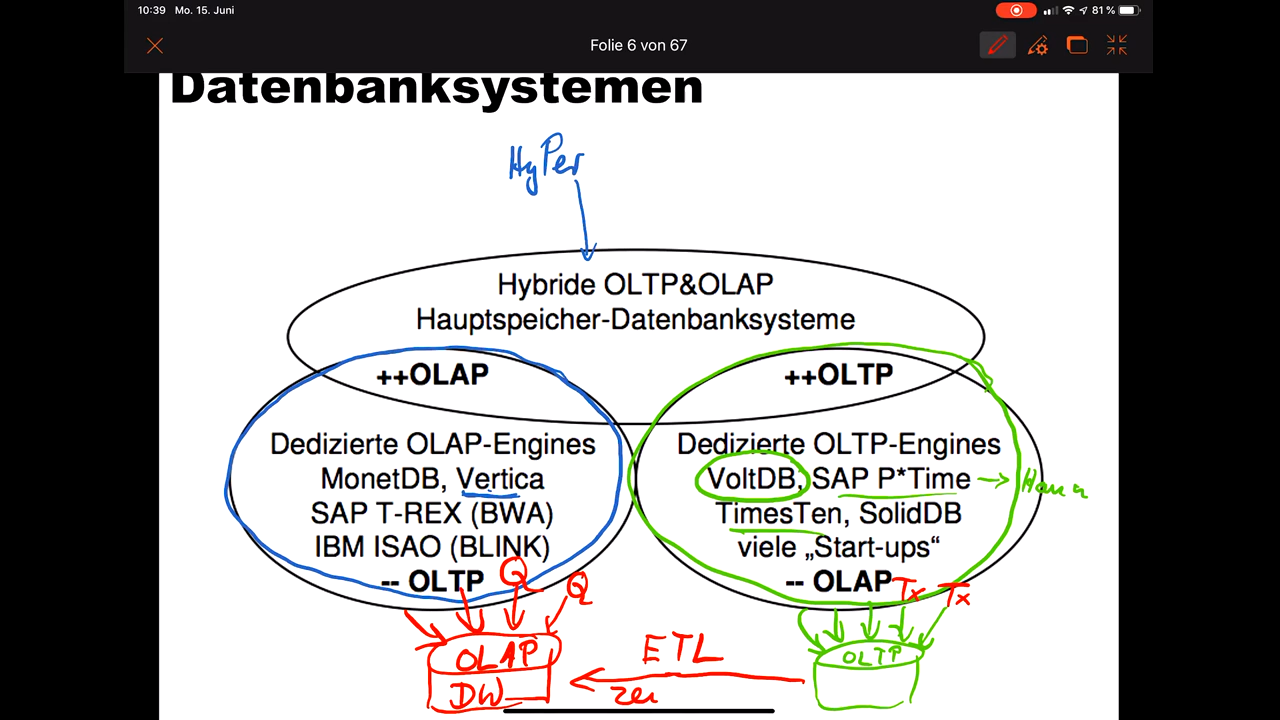 10:39 Mo. 15. Juni
81 %
Folie 6 von 67
Datenbanksystemen
HyPer
Hybride OLTP&OLAP
Hauptspeicher-Datenbanksysteme
++OLAP
Dedizierte OLAP-Engines
MonetDB, Vertica
SAP T-REX (BWA)
IBM ISAO (BLINK)
-- OLTP
Q Q
OLAP
DW
++OLTP
Dedizierte OLTP-Engines
VoltDB, SAP P*Time → Hana
TimesTen, SolidDB
viele „Start-ups“
-- OLAP
Tx Tx
OLTP
ETL